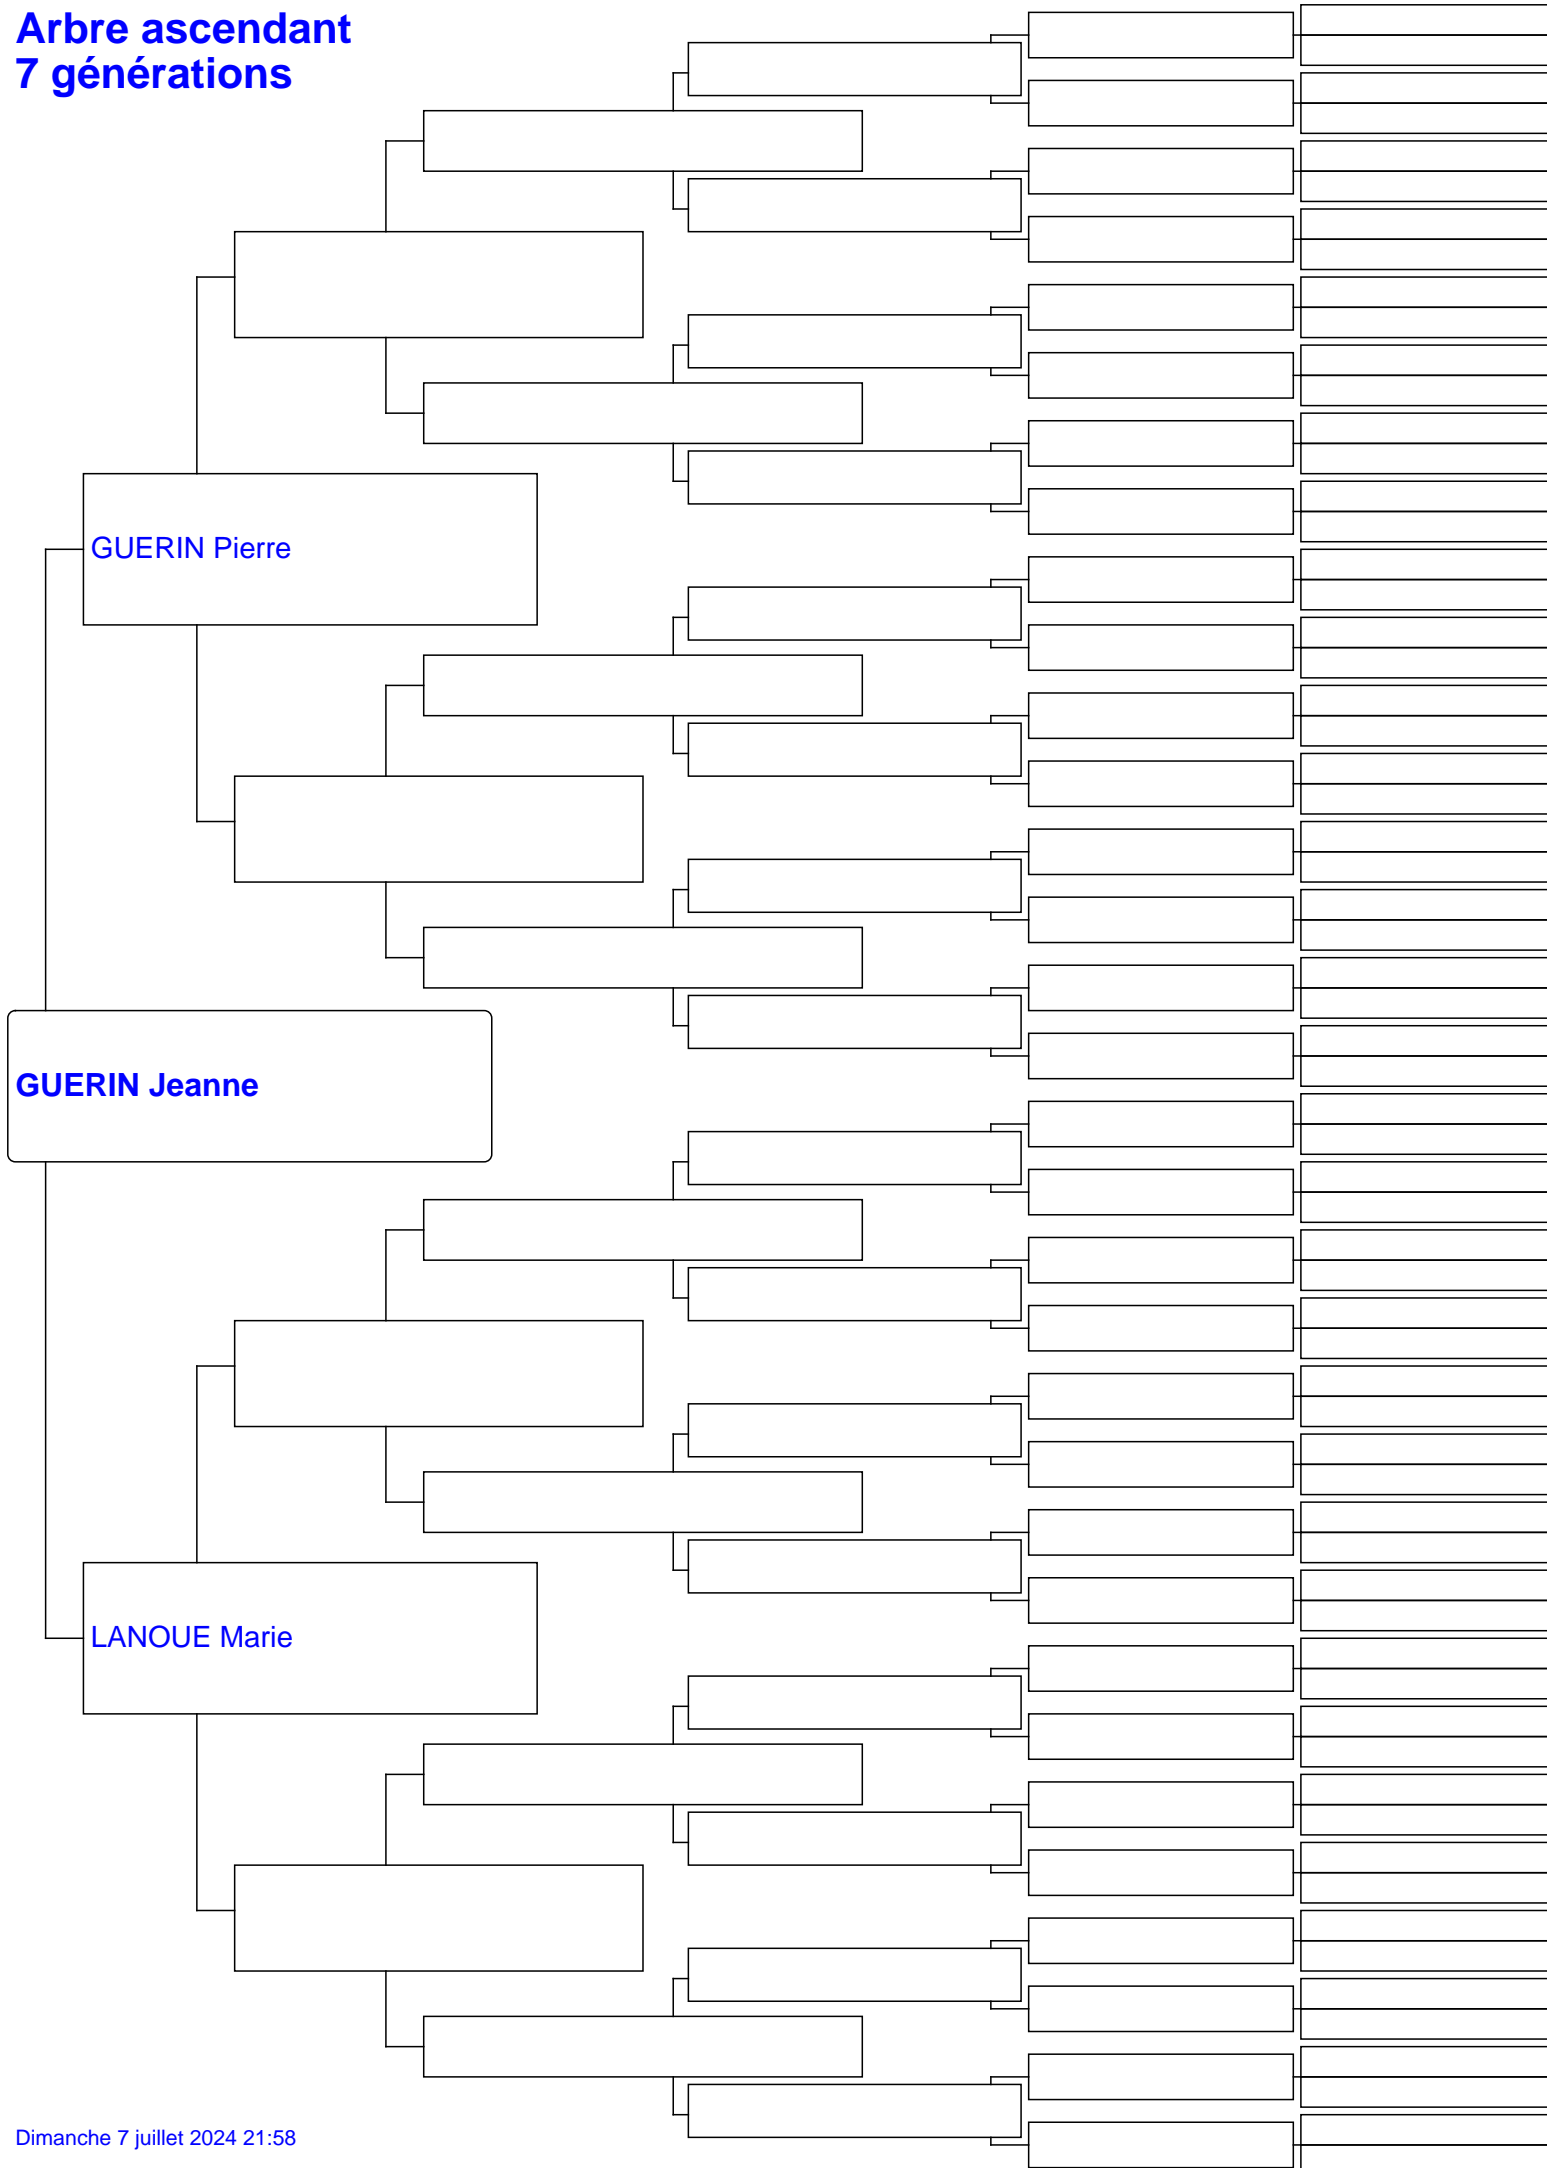 Arbre ascendant
7 générations
GUERIN Pierre
GUERIN Jeanne
LANOUE Marie
Dimanche 7 juillet 2024 21:58